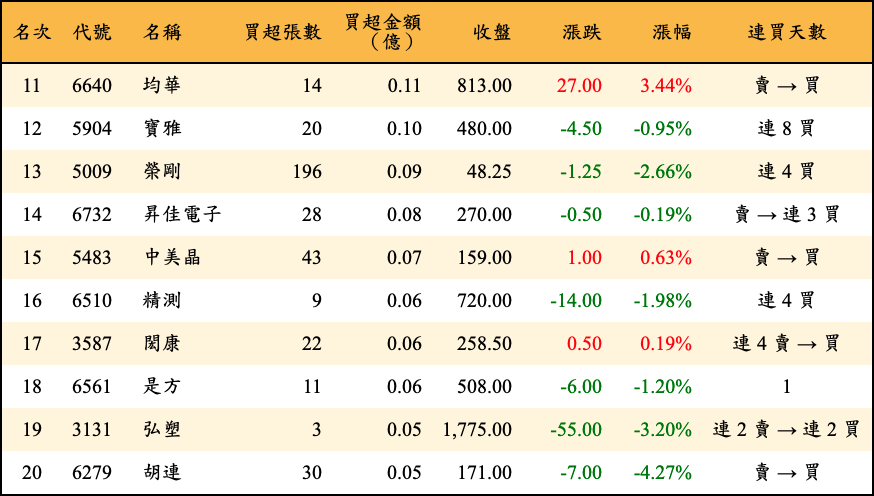 名次 代號 名稱 買超張數 買超金額（億） 收盤 漲跌 漲幅 連買天數
11 6640 均華 14 0.11 813.00 27.00 3.44% 賣 → 買
12 5904 寶雅 20 0.10 480.00 -4.50 -0.95% 連 8 買
13 5009 榮剛 196 0.09 48.25 -1.25 -2.66% 連 4 買
14 6732 昇佳電子 28 0.08 270.00 -0.50 -0.19% 賣 → 連 3 買
15 5483 中美晶 43 0.07 159.00 1.00 0.63% 賣 → 買
16 6510 精測 9 0.06 720.00 -14.00 -1.98% 連 4 買
17 3587 閎康 22 0.06 258.50 0.50 0.19% 連 4 賣 → 買
18 6561 是方 11 0.06 508.00 -6.00 -1.20% 1
19 3131 弘塑 3 0.05 1,775.00 -55.00 -3.20% 連 2 賣 → 連 2 買
20 6279 胡連 30 0.05 171.00 -7.00 -4.27% 賣 → 買